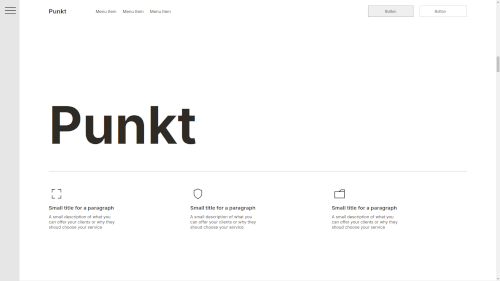 Punkt
Menu Item Menu Item Menu Item
Button
Button
Punkt
Small title for a paragraph
A small description of what you
can offer your clients or why they
shoud choose your service
Small title for a paragraph
A small description of what you
can offer your clients or why they
shoud choose your service
Small title for a paragraph
A small description of what you
can offer your clients or why they
shoud choose your service